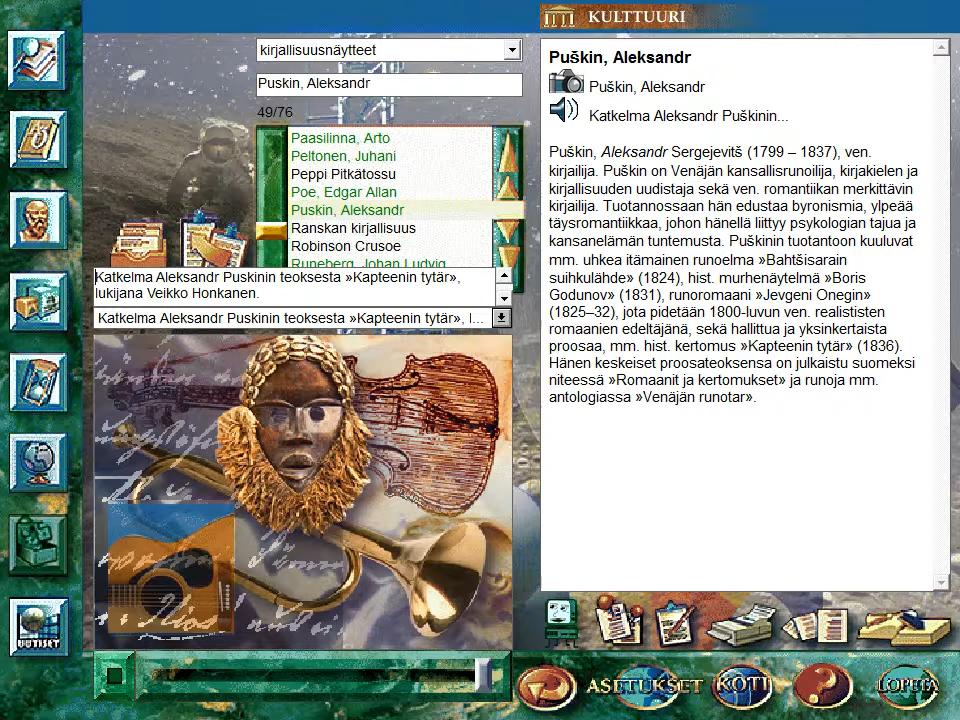 KULTTUURI
kirjallisuusnäytteet
Puskin, Aleksandr
49/76
Paasilinna, Arto
Peltonen, Juhani
Peppi Pitkätossu
Poe, Edgar Allan
Puskin, Aleksandr
Ranskan kirjallisuus
Robinson Crusoe
Runeberg, Johan Ludvig
Katkelma Aleksandr Puskinin teoksesta »Kapteenin tytär»,
lukijana Veikko Honkanen.
Katkelma Aleksandr Puskinin teoksesta »Kapteenin tytär», l...
Puškin, Aleksandr
Puškin, Aleksandr
Katkelma Aleksandr Puškinin...
Puškin, Aleksandr Sergejevitš (1799 – 1837), ven.
kirjailija. Puškin on Venäjän kansallisrunoilija, kirjakielen ja
kirjallisuuden uudistaja sekä ven. romantiikan merkittävin
kirjailija. Tuotannossaan hän edustaa byronismia, ylpeää
täysromantiikkaa, johon hänellä liittyy psykologian tajua ja
kansanelämän tuntemusta. Puškinin tuotantoon kuuluvat
mm. uhkea itämainen runoelma »Bahtšisarain
suihkulähde» (1824), hist. murhenäytelmä »Boris
Godunov» (1831), runoromaani »Jevgeni Onegin»
(1825–32), jota pidetään 1800-luvun ven. realististen
romaanien edeltäjänä, sekä hallittua ja yksinkertaista
proosaa, mm. hist. kertomus »Kapteenin tytär» (1836).
Hänen keskeiset proosateoksensa on julkaistu suomeksi
niteessä »Romaanit ja kertomukset» ja runoja mm.
antologiassa »Venäjän runotar».
UUTISET
ASETUKSET
KOTI
LOPETA